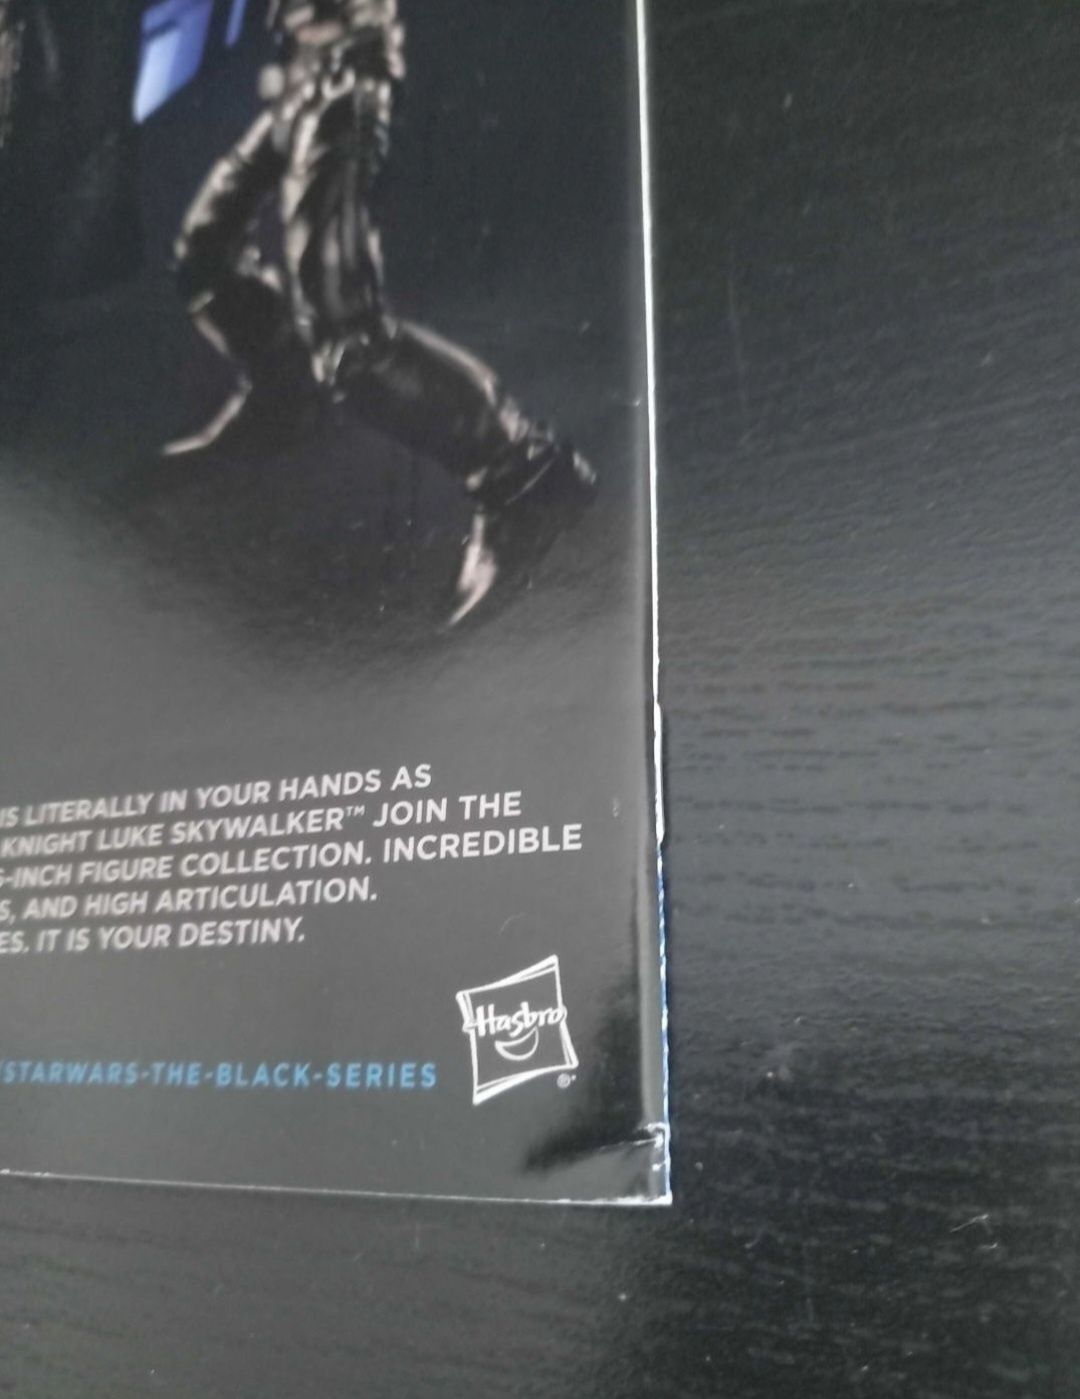 IS LITERALLY IN YOUR HANDS AS
KNIGHT LUKE SKYWALKER™ JOIN THE
-INCH FIGURE COLLECTION. INCREDIBLE
S, AND HIGH ARTICULATION.
ES. IT IS YOUR DESTINY.
Hasbro
®*
STARWARS-THE-BLACK-SERIES